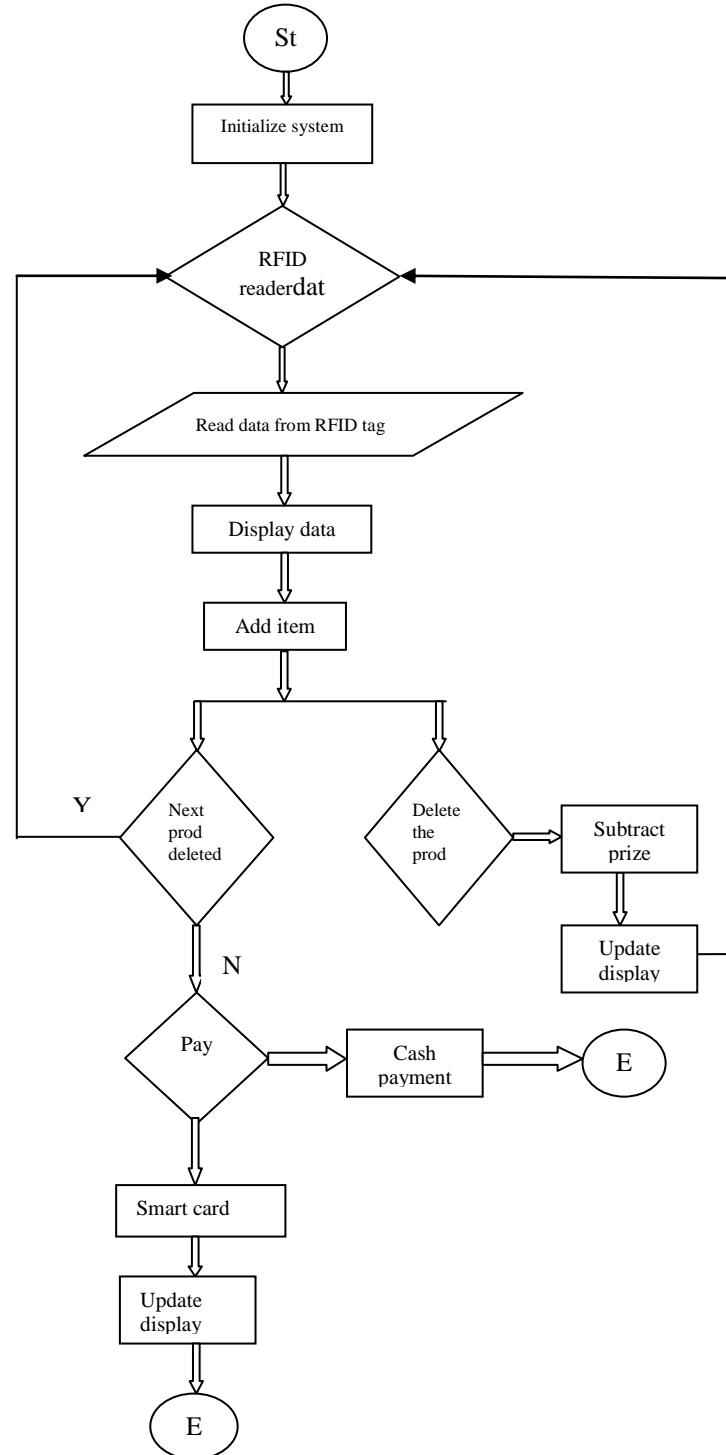 St
Initialize system
RFID
readerdat
Read data from RFID tag
Display data
Add item
Y
Next
prod
deleted
Delete
the
prod
Subtract
prize
Update
display
N
Pay
Cash
payment
E
Smart card
Update
display
E